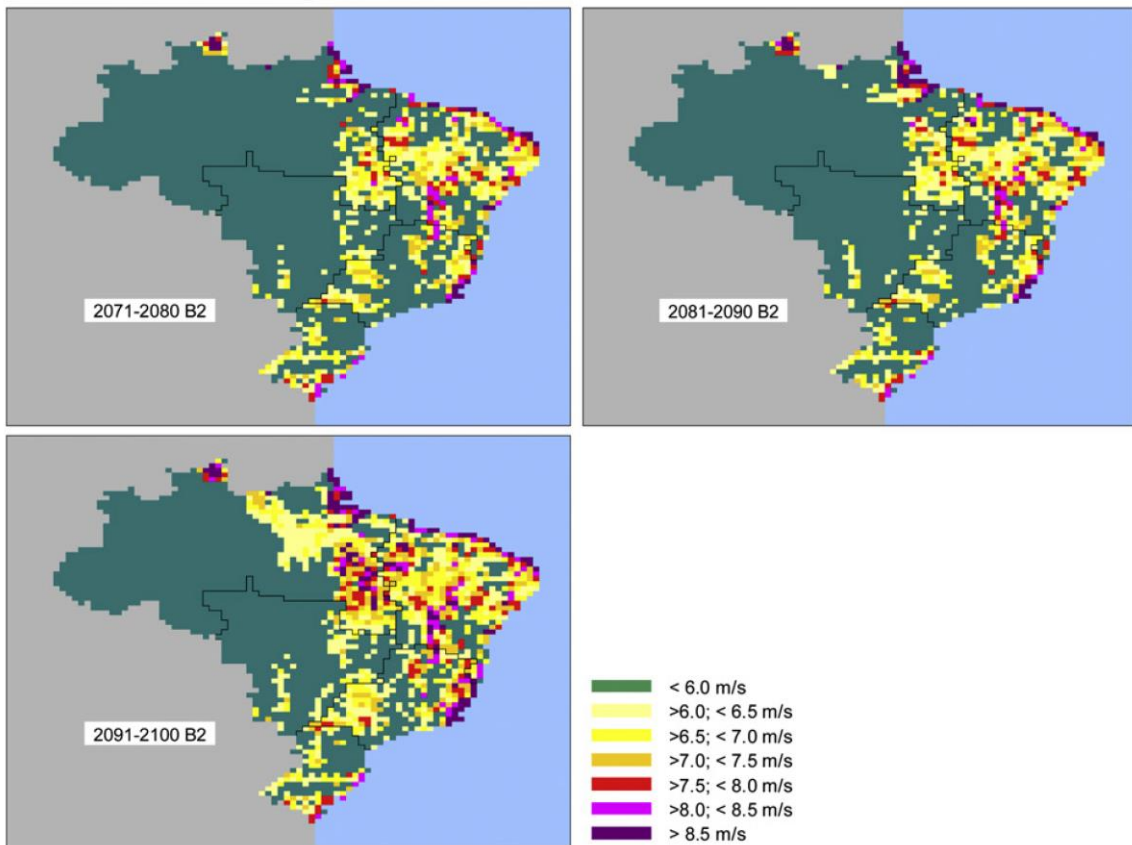 2071-2080 B2
2081-2090 B2
2091-2100 B2
< 6.0 m/s
>6.0; < 6.5 m/s
>6.5; < 7.0 m/s
>7.0; < 7.5 m/s
>7.5; < 8.0 m/s
>8.0; < 8.5 m/s
> 8.5 m/s